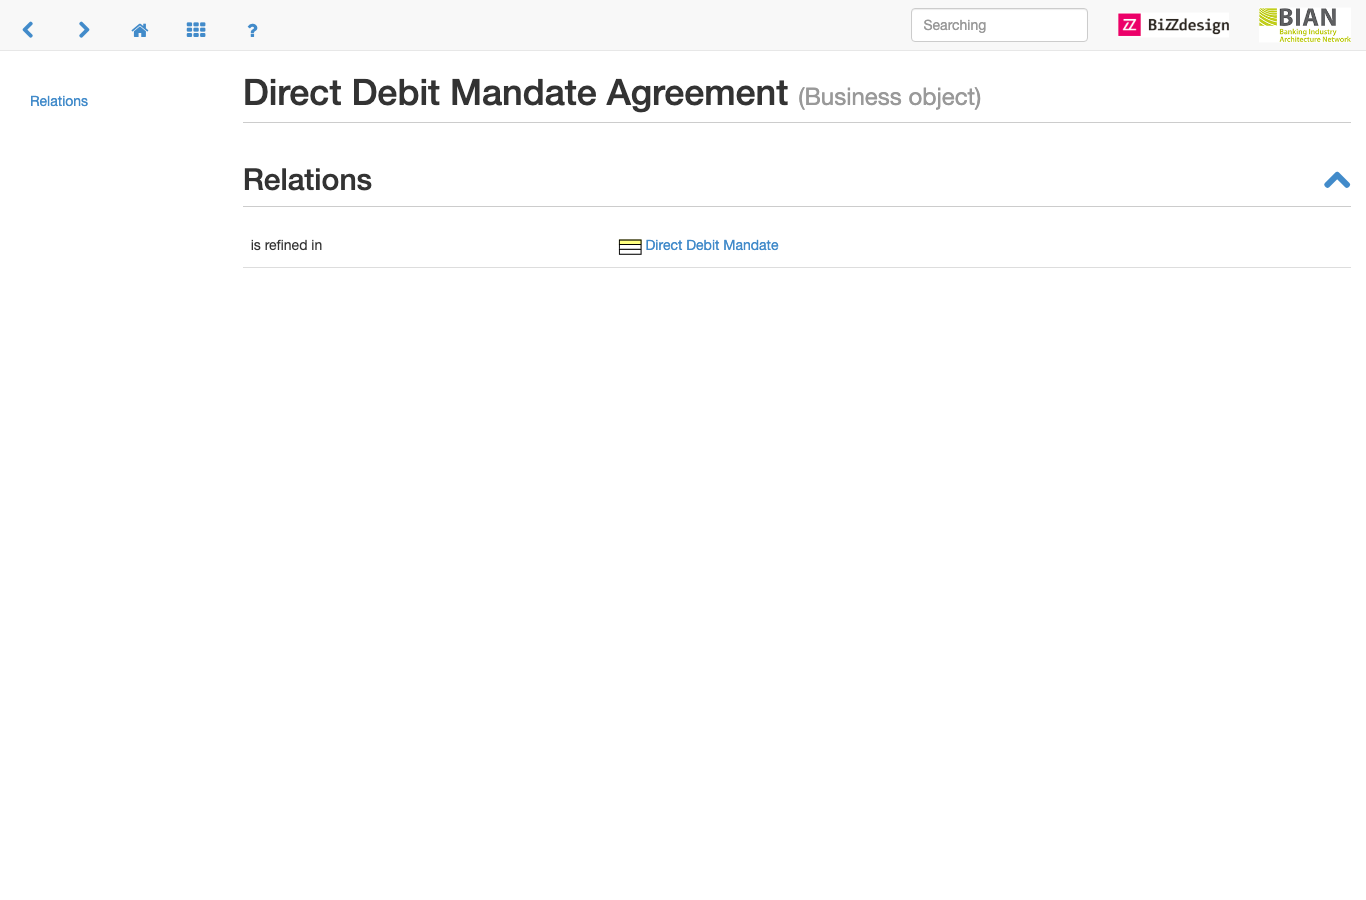 ?
Searching
ZZ BiZZdesign
BIAN
Banking Industry
Architecture Network
Relations
Direct Debit Mandate Agreement (Business object)
Relations
is refined in Direct Debit Mandate